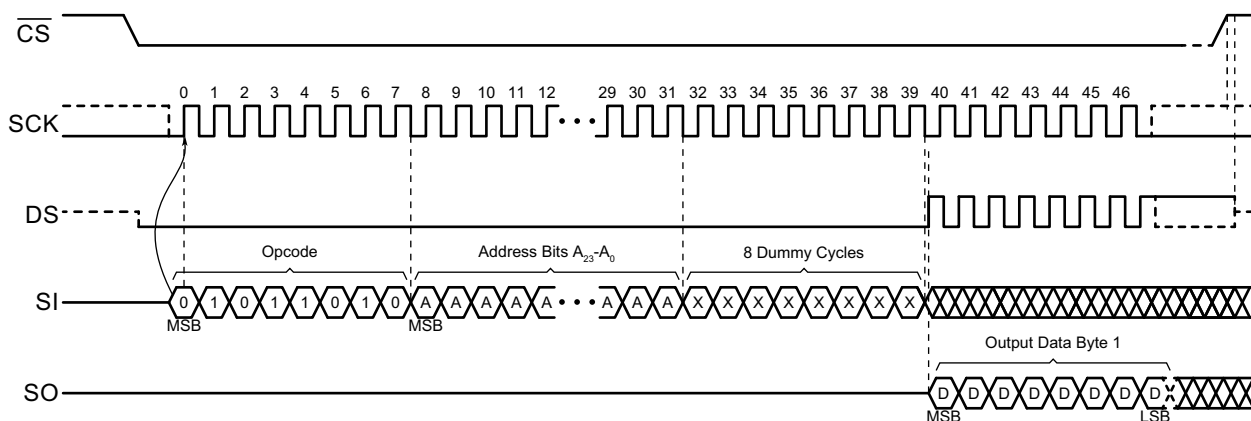 CS
0 1 2 3 4 5 6 7 8 9 10 11 12 29 30 31 32 33 34 35 36 37 38 39 40 41 42 43 44 45 46
SCK
DS
Opcode Address Bits A23-A0 8 Dummy Cycles
SI 0 1 0 1 1 0 1 0 A A A A A A A A X X X X X X X X
MSB MSB
Output Data Byte 1
SO D D D D D D D D
MSB LSB